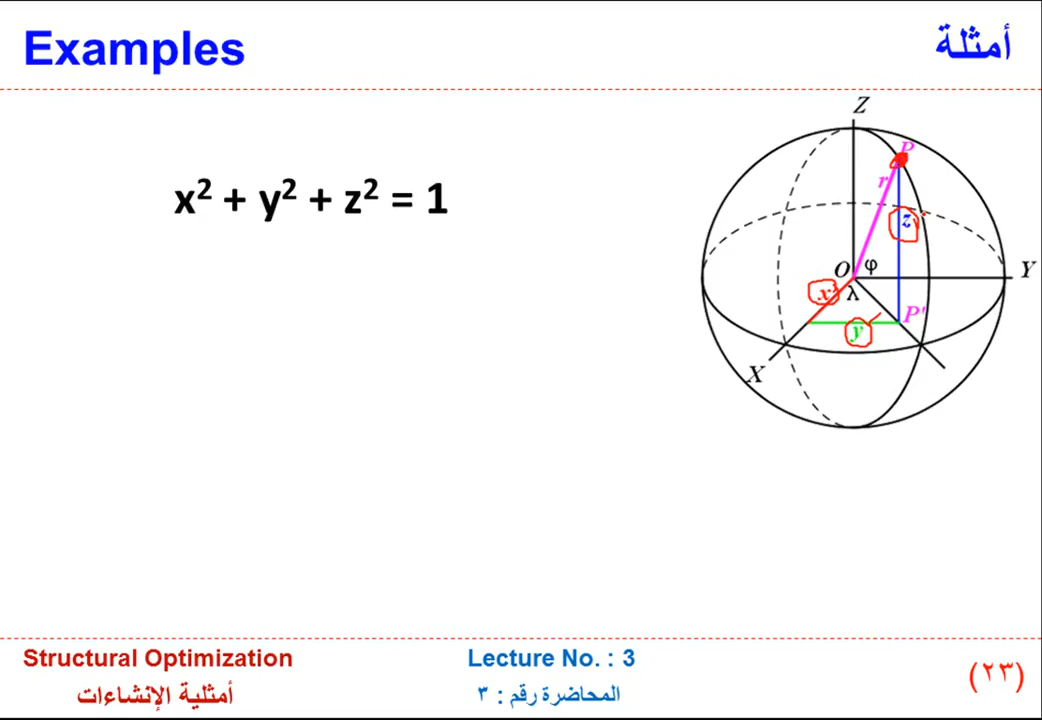 Examples
أمثلة
x² + y² + z² = 1
Z
P
r
z
O φ Y
x λ
P'
y
X
Structural Optimization
أمثلية الإنشاءات
Lecture No. : 3
المحاضرة رقم : ٣
(٢٣)